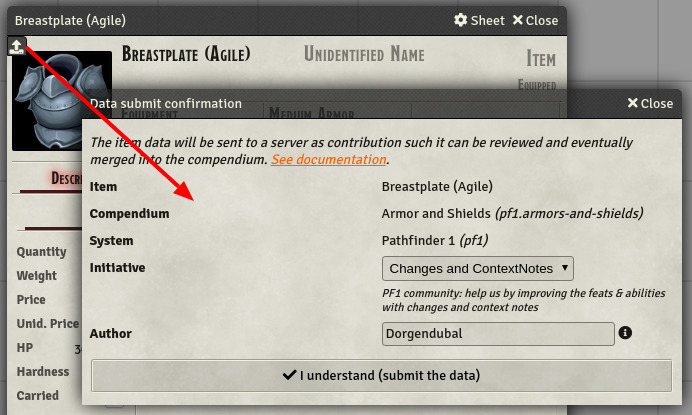 Breastplate (Agile)
Sheet
Close
Breastplate (Agile)
Unidentified Name
Item
Equipped
Equipment
Medium Armor
Data submit confirmation
Close
The item data will be sent to a server as contribution such it can be reviewed and eventually
merged into the compendium. See documentation.
Item
Breastplate (Agile)
Compendium
Armor and Shields (pf1.armors-and-shields)
System
Pathfinder 1 (pf1)
Initiative
Changes and ContextNotes
PF1 community: help us by improving the feats & abilities
with changes and context notes
Author
Dorgendubal
I understand (submit the data)
Descri
Quantity
Weight
Price
Unid. Price
HP
3
Hardness
Carried